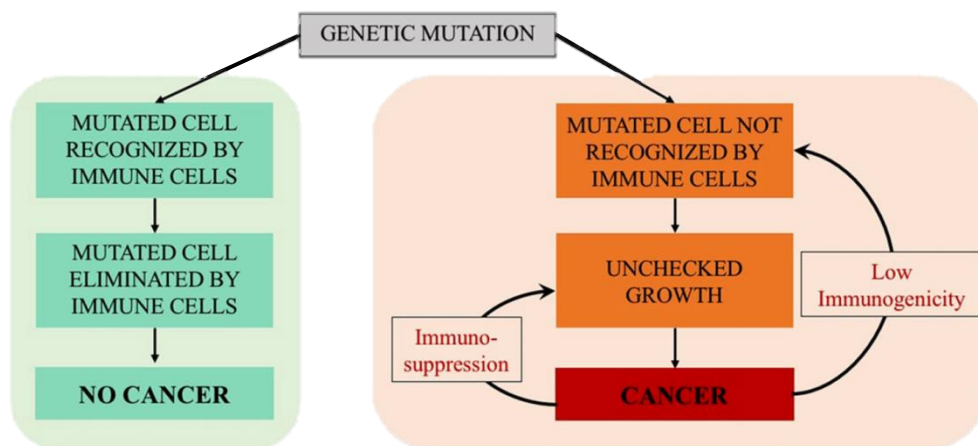 GENETIC MUTATION
MUTATED CELL
RECOGNIZED BY
IMMUNE CELLS
MUTATED CELL
ELIMINATED BY
IMMUNE CELLS
NO CANCER
MUTATED CELL NOT
RECOGNIZED BY
IMMUNE CELLS
UNCHECKED
GROWTH
Low
Immunogenicity
Immuno-
suppression
CANCER